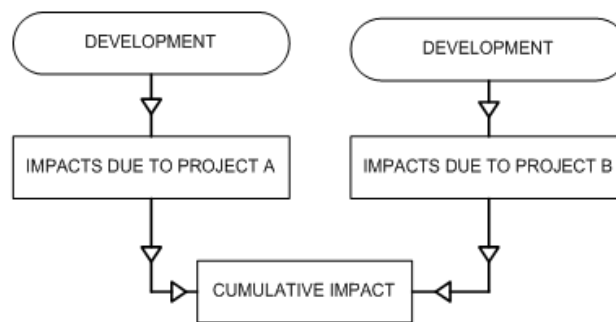 DEVELOPMENT
DEVELOPMENT
IMPACTS DUE TO PROJECT A
IMPACTS DUE TO PROJECT B
CUMULATIVE IMPACT